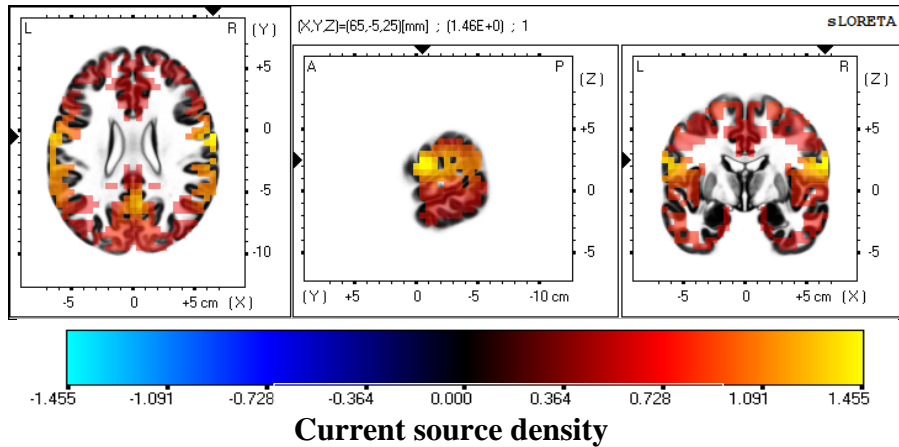 (X,Y,Z)=(65,-5,25)[mm] ; (1.46E+0) ; 1
sLORETA
L R (Y)
+5
0
-5
-10
-5 0 +5 cm (X)
A P (Z)
+5
0
-5
(Y) +5 0 -5 -10 cm
L R (Z)
+5
0
-5
-5 0 +5 cm (X)
-1.455 -1.091 -0.728 -0.364 0.000 0.364 0.728 1.091 1.455
Current source density